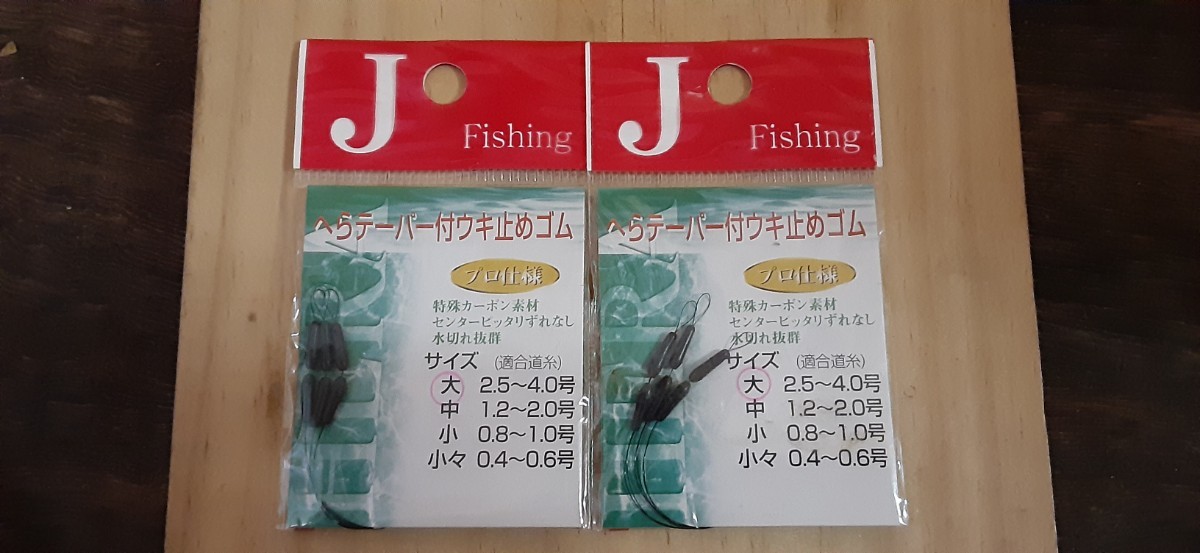 J Fishing
へらテーパー付ウキ止めゴム
プロ仕様
特殊カーボン素材
センターピッタリずれなし
水切れ抜群
サイズ (適合道糸)
大 2.5～4.0号
中 1.2～2.0号
小 0.8～1.0号
小々 0.4～0.6号
J Fishing
へらテーパー付ウキ止めゴム
プロ仕様
特殊カーボン素材
センターピッタリずれなし
水切れ抜群
サイズ (適合道糸)
大 2.5～4.0号
中 1.2～2.0号
小 0.8～1.0号
小々 0.4～0.6号